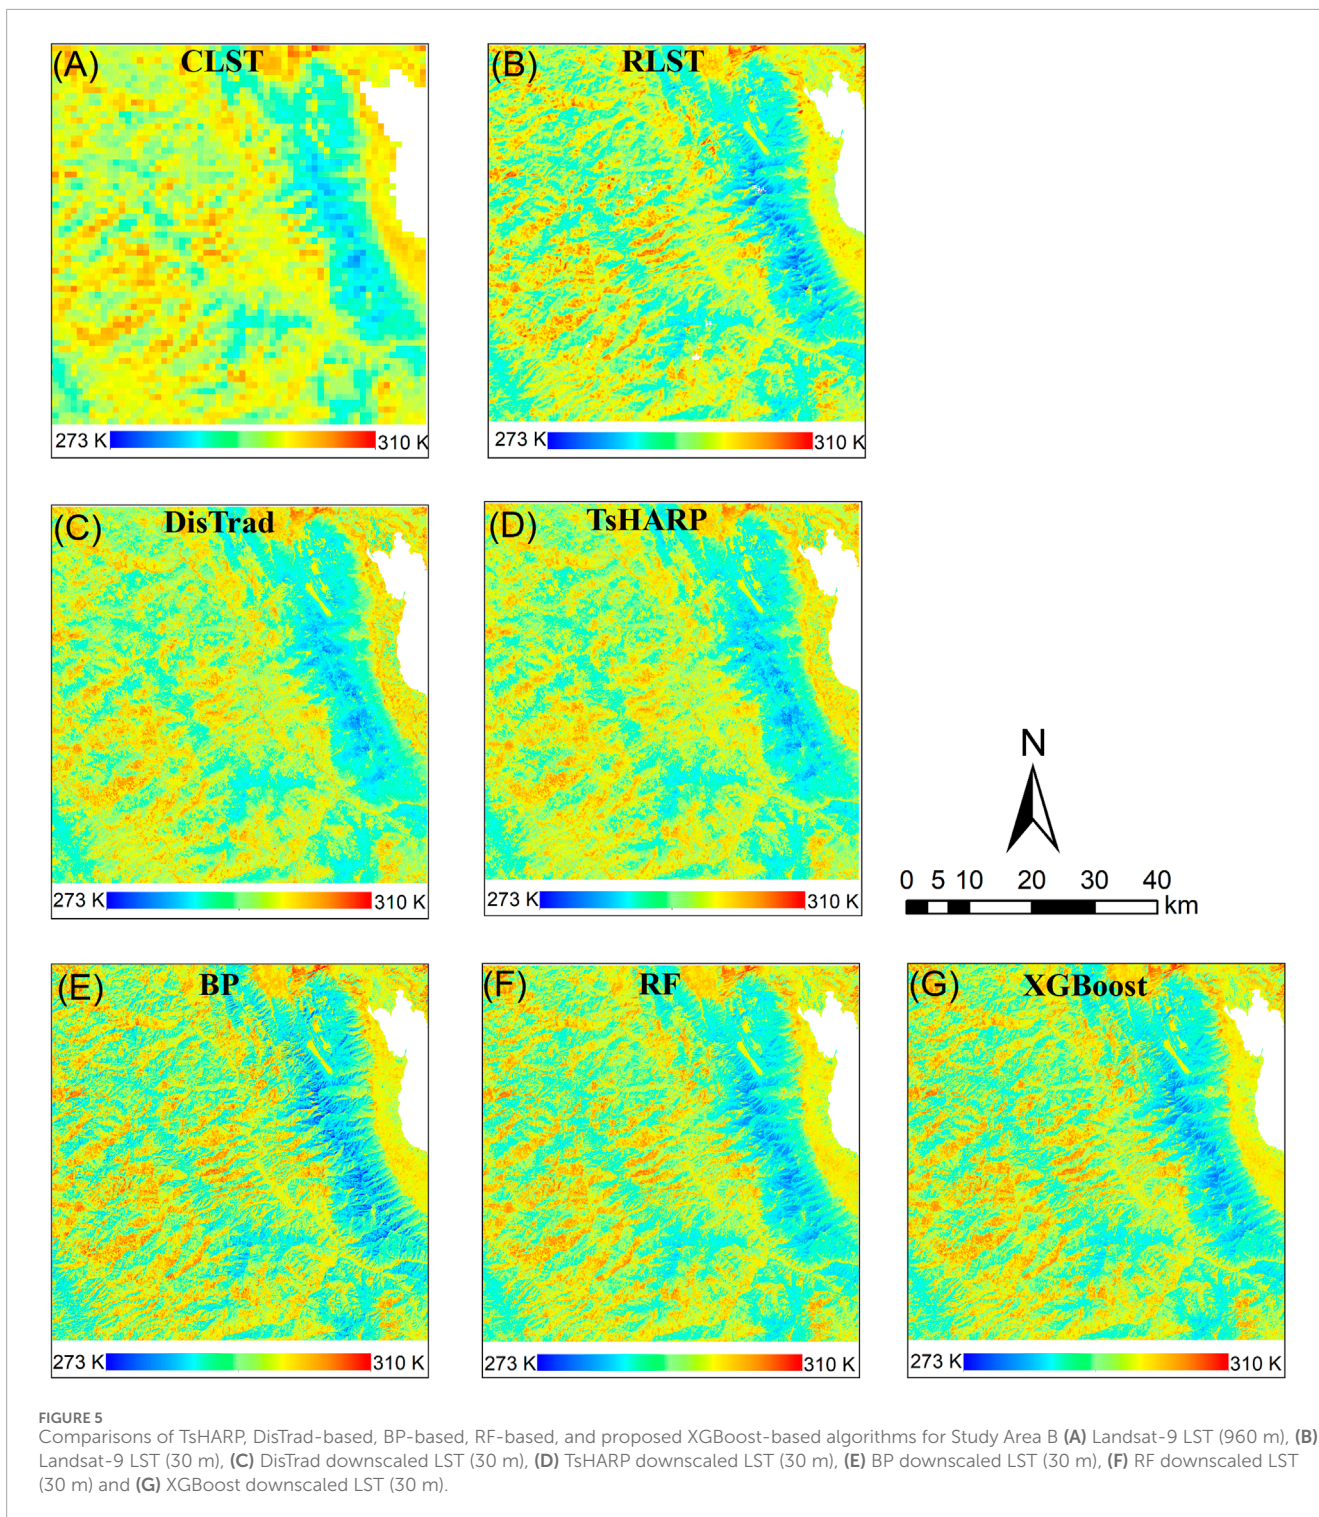 (A) CLST
273 K 310 K
(B) RLST
273 K 310 K
(C) DisTrad
273 K 310 K
(D) TsHARP
273 K 310 K
N
0 5 10 20 30 40
km
(E) BP
273 K 310 K
(F) RF
273 K 310 K
(G) XGBoost
273 K 310 K
FIGURE 5
Comparisons of TsHARP, DisTrad-based, BP-based, RF-based, and proposed XGBoost-based algorithms for Study Area B (A) Landsat-9 LST (960 m), (B)
Landsat-9 LST (30 m), (C) DisTrad downscaled LST (30 m), (D) TsHARP downscaled LST (30 m), (E) BP downscaled LST (30 m), (F) RF downscaled LST
(30 m) and (G) XGBoost downscaled LST (30 m).